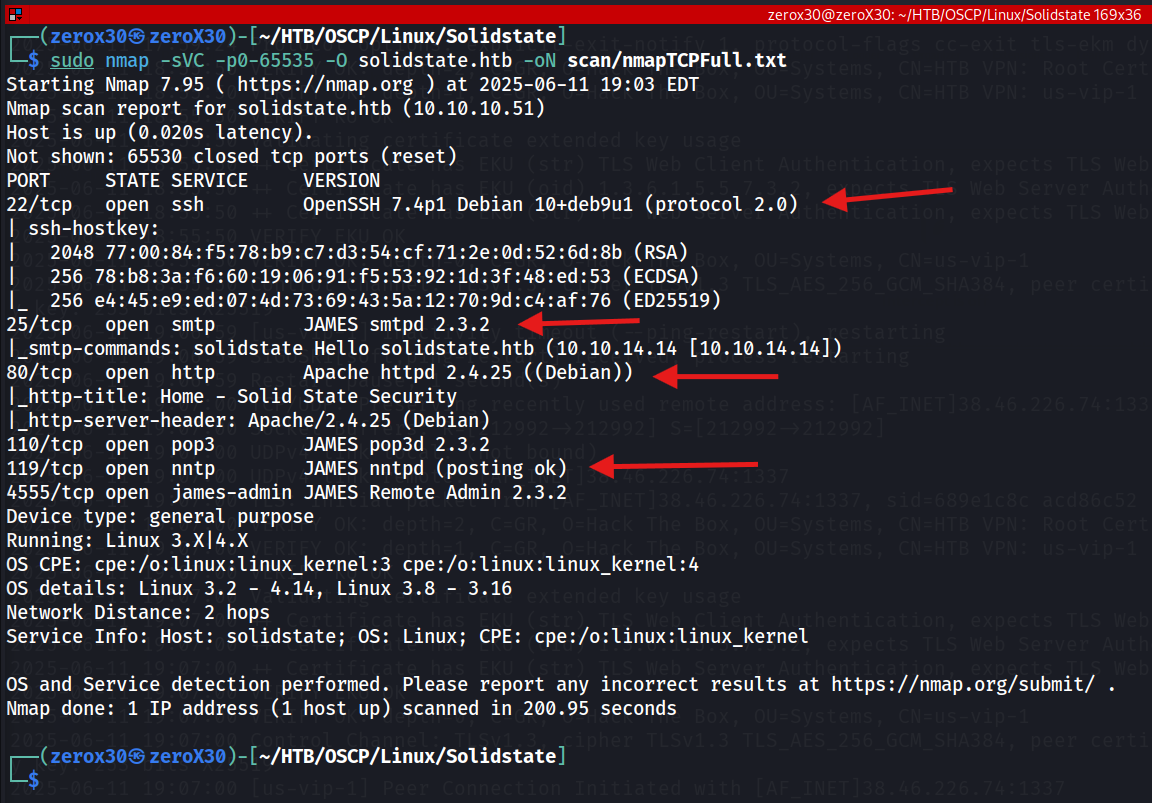 zerox30@zeroX30: ~/HTB/OSCP/Linux/Solidstate 169x36
┌──(zerox30㉿zeroX30)-[~/HTB/OSCP/Linux/Solidstate]
└─$ sudo nmap -sVC -p0-65535 -O solidstate.htb -oN scan/nmapTCPFull.txt
Starting Nmap 7.95 ( https://nmap.org ) at 2025-06-11 19:03 EDT
Nmap scan report for solidstate.htb (10.10.10.51)
Host is up (0.020s latency).
Not shown: 65530 closed tcp ports (reset)
PORT     STATE SERVICE     VERSION
22/tcp   open  ssh         OpenSSH 7.4p1 Debian 10+deb9u1 (protocol 2.0)
| ssh-hostkey:
|   2048 77:00:84:f5:78:b9:c7:d3:54:cf:71:2e:0d:52:6d:8b (RSA)
|   256 78:b8:3a:f6:60:19:06:91:f5:53:92:1d:3f:48:ed:53 (ECDSA)
|_  256 e4:45:e9:ed:07:4d:73:69:43:5a:12:70:9d:c4:af:76 (ED25519)
25/tcp   open  smtp        JAMES smtpd 2.3.2
|_smtp-commands: solidstate Hello solidstate.htb (10.10.14.14 [10.10.14.14])
80/tcp   open  http        Apache httpd 2.4.25 ((Debian))
|_http-title: Home - Solid State Security
|_http-server-header: Apache/2.4.25 (Debian)
110/tcp  open  pop3        JAMES pop3d 2.3.2
119/tcp  open  nntp        JAMES nntpd (posting ok)
4555/tcp open  james-admin JAMES Remote Admin 2.3.2
Device type: general purpose
Running: Linux 3.X|4.X
OS CPE: cpe:/o:linux:linux_kernel:3 cpe:/o:linux:linux_kernel:4
OS details: Linux 3.2 - 4.14, Linux 3.8 - 3.16
Network Distance: 2 hops
Service Info: Host: solidstate; OS: Linux; CPE: cpe:/o:linux:linux_kernel
OS and Service detection performed. Please report any incorrect results at https://nmap.org/submit/ .
Nmap done: 1 IP address (1 host up) scanned in 200.95 seconds
┌──(zerox30㉿zeroX30)-[~/HTB/OSCP/Linux/Solidstate]
└─$